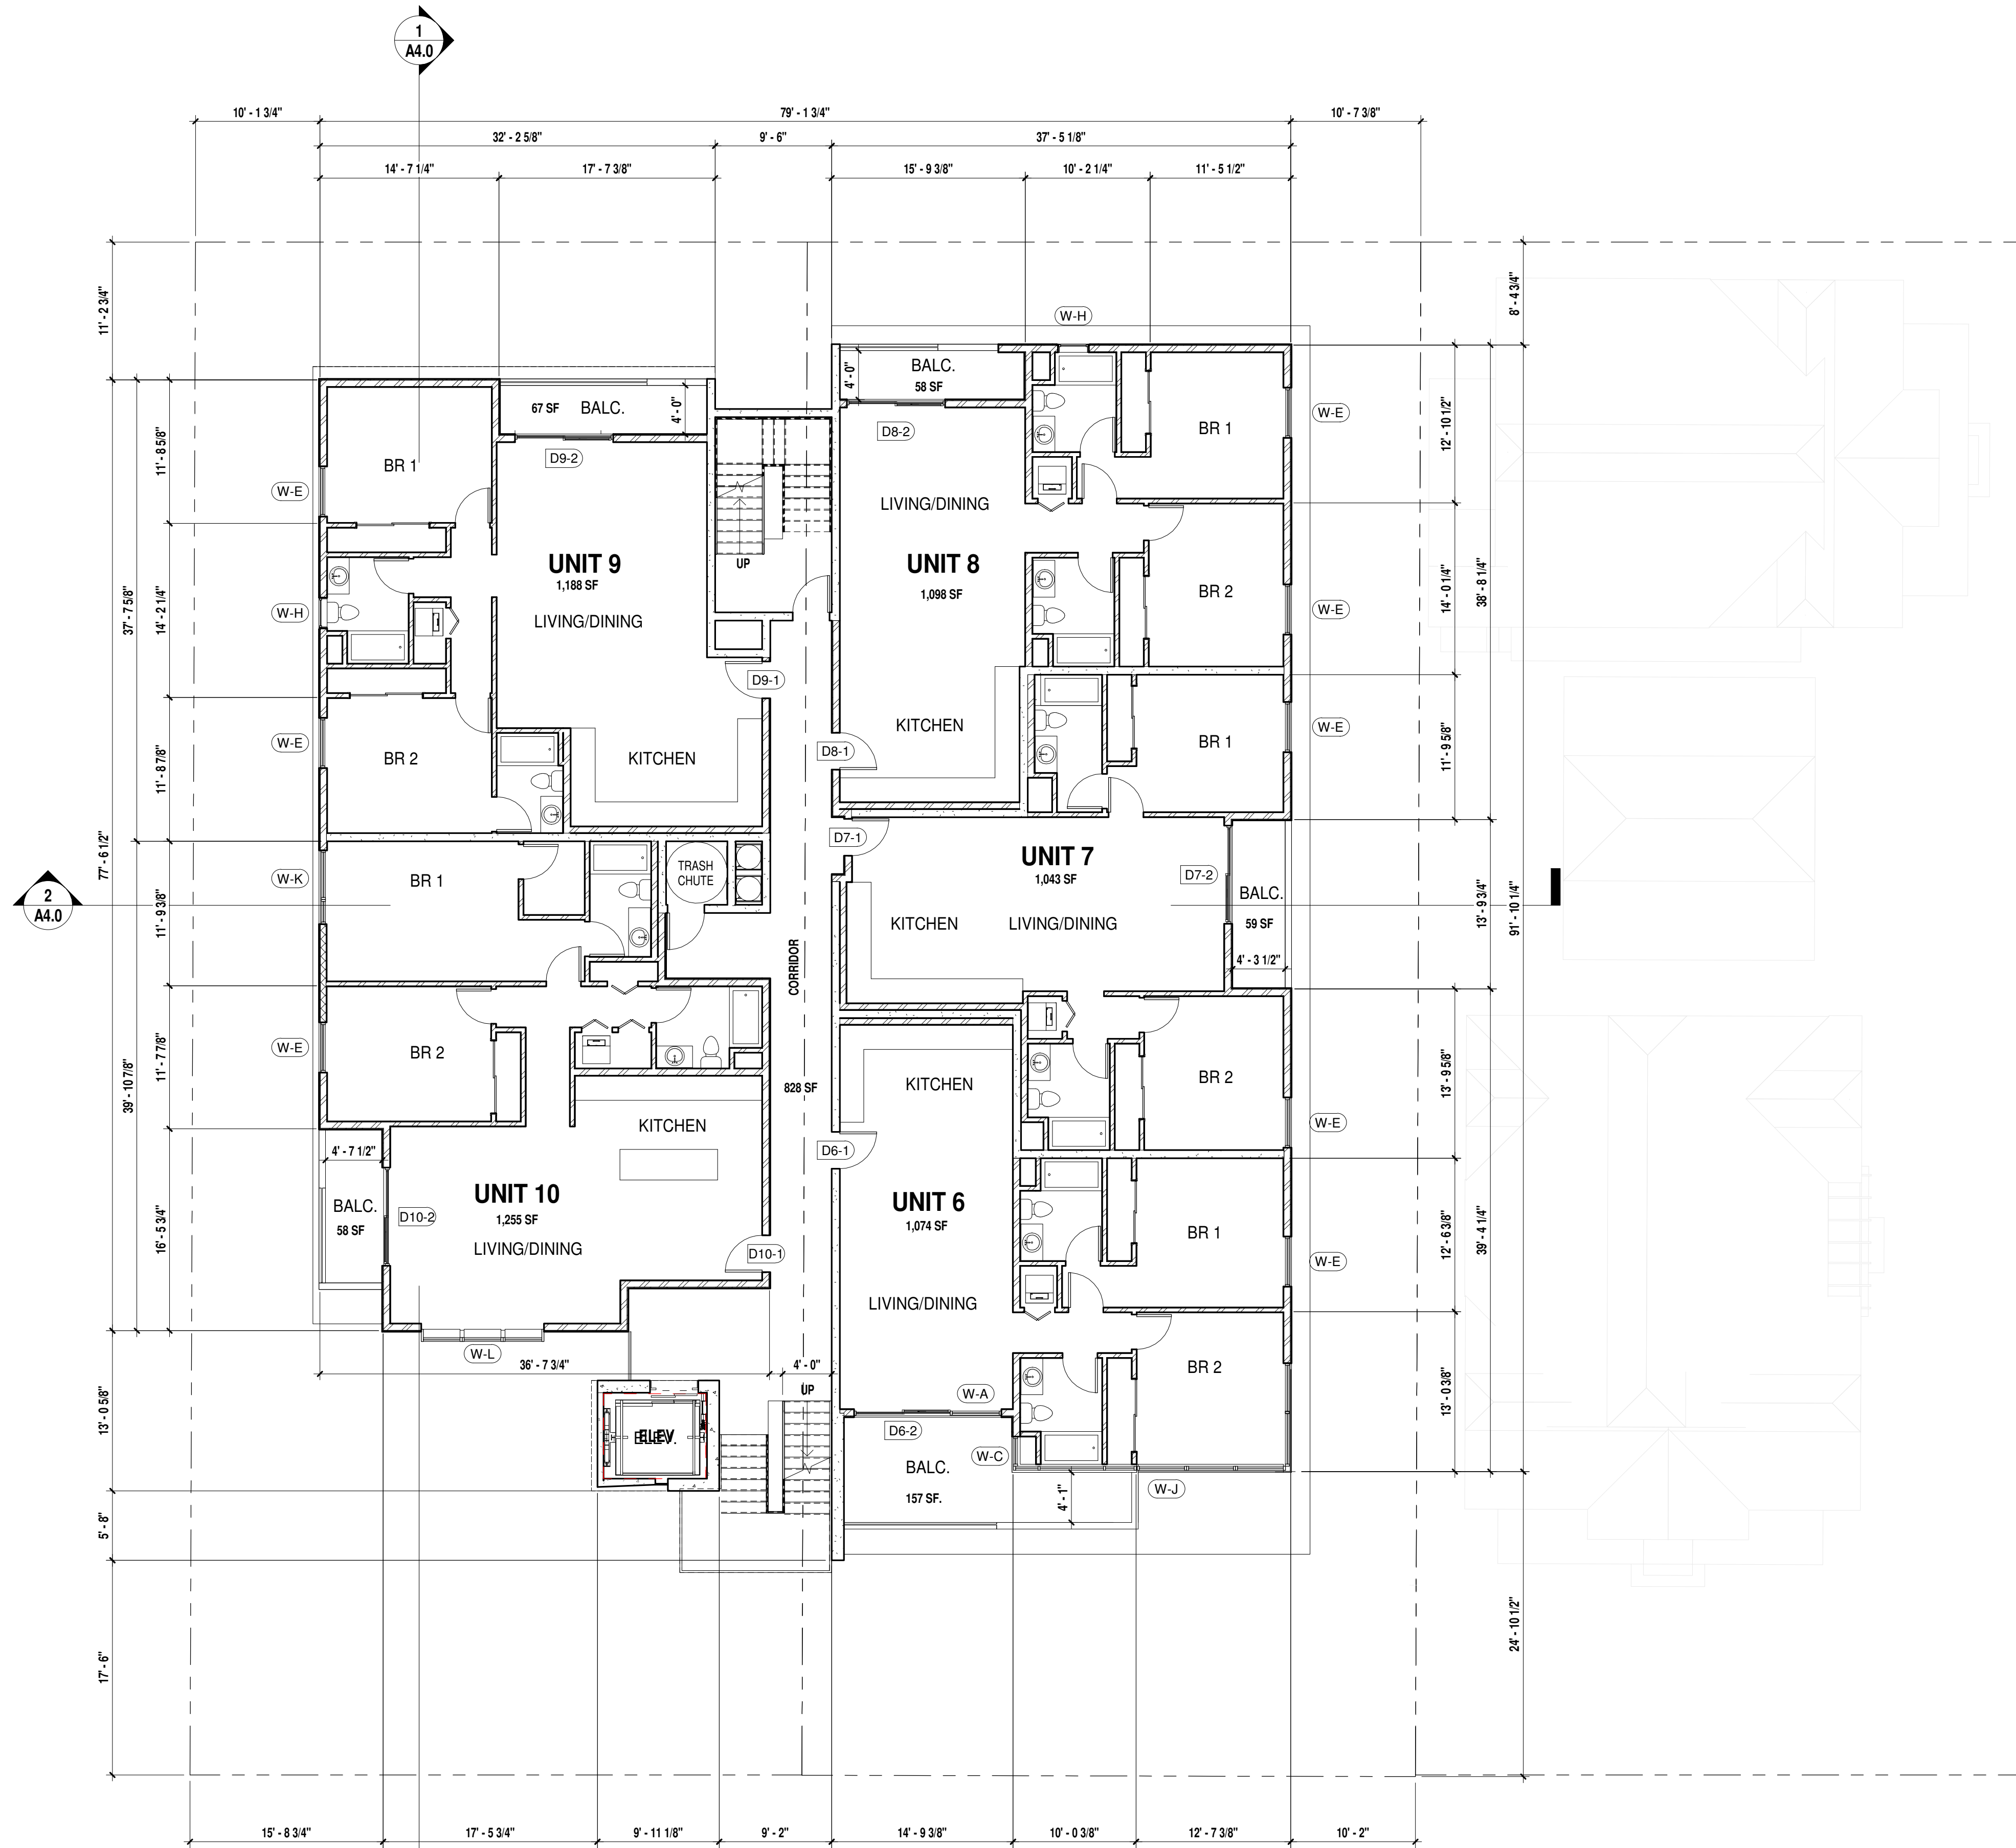 1
A4.0
10' - 1 3/4"
79' - 1 3/4"
10' - 7 3/8"
32' - 2 5/8"
9' - 6"
37' - 5 1/8"
14' - 7 1/4"
17' - 7 3/8"
15' - 9 3/8"
10' - 2 1/4"
11' - 5 1/2"
11' - 2 3/4"
8' - 4 3/4"
W-H
BALC.
58 SF
4' - 0"
67 SF BALC.
4' - 0"
D9-2
D8-2
BR 1
W-E
12' - 10 1/2"
11' - 8 5/8"
BR 1
W-E
LIVING/DINING
UNIT 9
1,188 SF
LIVING/DINING
UP
UNIT 8
1,098 SF
BR 2
W-E
14' - 0 1/4"
38' - 8 1/4"
37' - 7 5/8"
14' - 2 1/4"
W-H
D9-1
KITCHEN
BR 1
W-E
11' - 9 5/8"
W-E
BR 2
11' - 8 7/8"
KITCHEN
D8-1
D7-1
UNIT 7
1,043 SF
D7-2
BALC.
59 SF
4' - 3 1/2"
KITCHEN
LIVING/DINING
13' - 9 3/4"
91' - 10 1/4"
77' - 6 1/2"
2
A4.0
W-K
BR 1
TRASH
CHUTE
11' - 9 3/8"
CORRIDOR
W-E
BR 2
11' - 7 7/8"
39' - 10 7/8"
828 SF
KITCHEN
BR 2
W-E
13' - 9 5/8"
KITCHEN
D6-1
4' - 7 1/2"
BALC.
58 SF
D10-2
UNIT 10
1,255 SF
LIVING/DINING
D10-1
16' - 5 3/4"
UNIT 6
1,074 SF
LIVING/DINING
BR 1
W-E
12' - 6 3/8"
39' - 4 1/4"
W-L
36' - 7 3/4"
4' - 0"
UP
BR 2
13' - 0 3/8"
W-A
D6-2
W-C
BALC.
157 SF.
4' - 1"
W-J
ELEV.
ELEV.
13' - 0 5/8"
5' - 8"
17' - 6"
24' - 10 1/2"
15' - 8 3/4"
17' - 5 3/4"
9' - 11 1/8"
9' - 2"
14' - 9 3/8"
10' - 0 3/8"
12' - 7 3/8"
10' - 2"